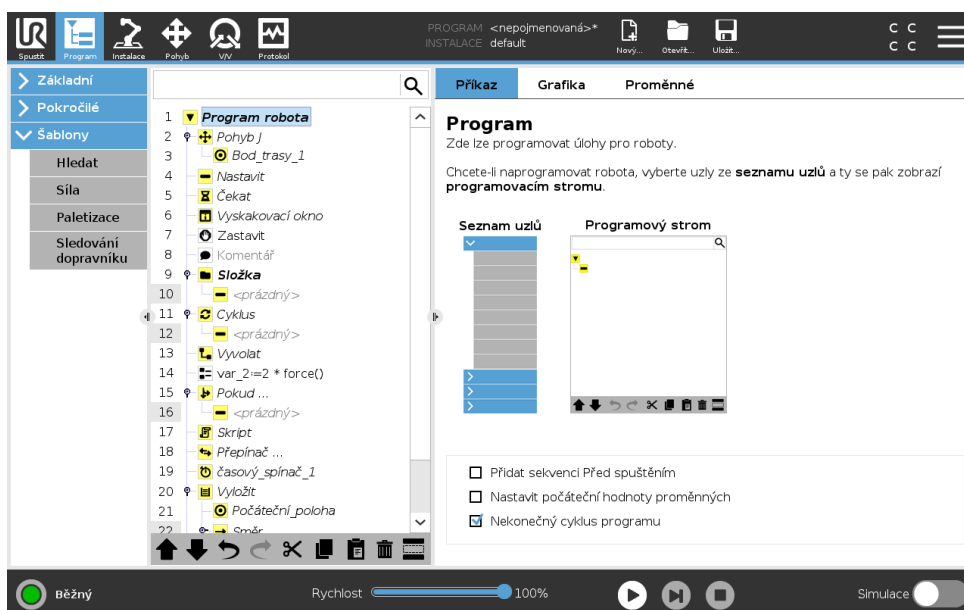 PROGRAM <nepojmenovaná>*
INSTALACE default
Spustit
Program
Instalace
Pohyb
V/V
Protokol
Nový...
Otevřít...
Uložit...
C C
C C
Základní
Pokročilé
Šablony
Hledat
Síla
Paletizace
Sledování
dopravníku
1 Program robota
2 Pohyb J
3 Bod_trasy_1
4 Nastavit
5 Čekat
6 Vyskakovací okno
7 Zastavit
8 Komentář
9 Složka
10 <prázdný>
11 Cyklus
12 <prázdný>
13 Vyvolat
14 var_2:=2 * force()
15 Pokud ...
16 <prázdný>
17 Skript
18 Přepínač ...
19 časový_spínač_1
20 Vyložit
21 Počáteční_poloha
22 Směr
Příkaz Grafika Proměnné
Program
Zde lze programovat úlohy pro roboty.
Chcete-li naprogramovat robota, vyberte uzly ze seznamu uzlů a ty se pak zobrazí
programovacím stromu.
Seznam uzlů
Programový strom
Přidat sekvenci Před spuštěním
Nastavit počáteční hodnoty proměnných
Nekonečný cyklus programu
Běžný
Rychlost
100%
Simulace